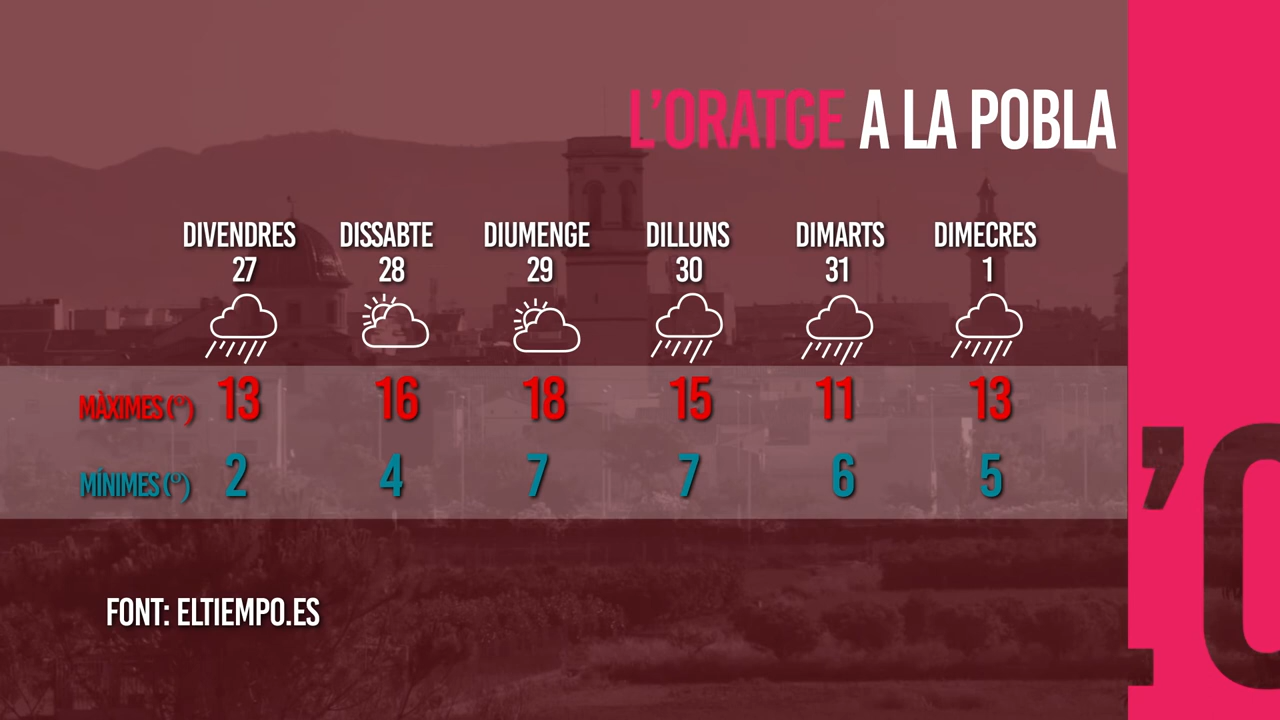 L'ORATGE A LA POBLA
DIVENDRES DISSABTE DIUMENGE DILLUNS DIMARTS DIMECRES
27 28 29 30 31 1
MÀXIMES (°) 13 16 18 15 11 13
MÍNIMES (°) 2 4 7 7 6 5
FONT: ELTIEMPO.ES
L'O